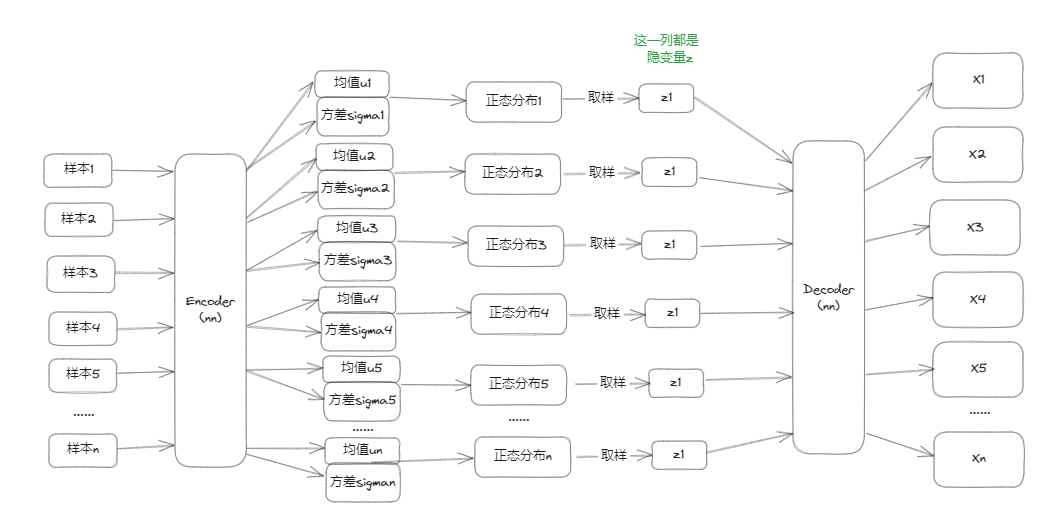 这一列都是
隐变量z
均值u1
方差sigma1
正态分布1
取样
z1
X1
样本1
均值u2
方差sigma2
正态分布2
取样
z1
X2
样本2
均值u3
方差sigma3
正态分布3
取样
z1
X3
样本3
Encoder
(nn)
Decoder
(nn)
均值u4
方差sigma4
正态分布4
取样
z1
X4
样本4
均值u5
方差sigma5
正态分布5
取样
z1
X5
样本5
......
......
......
......
样本n
均值un
方差sigman
正态分布n
取样
z1
Xn